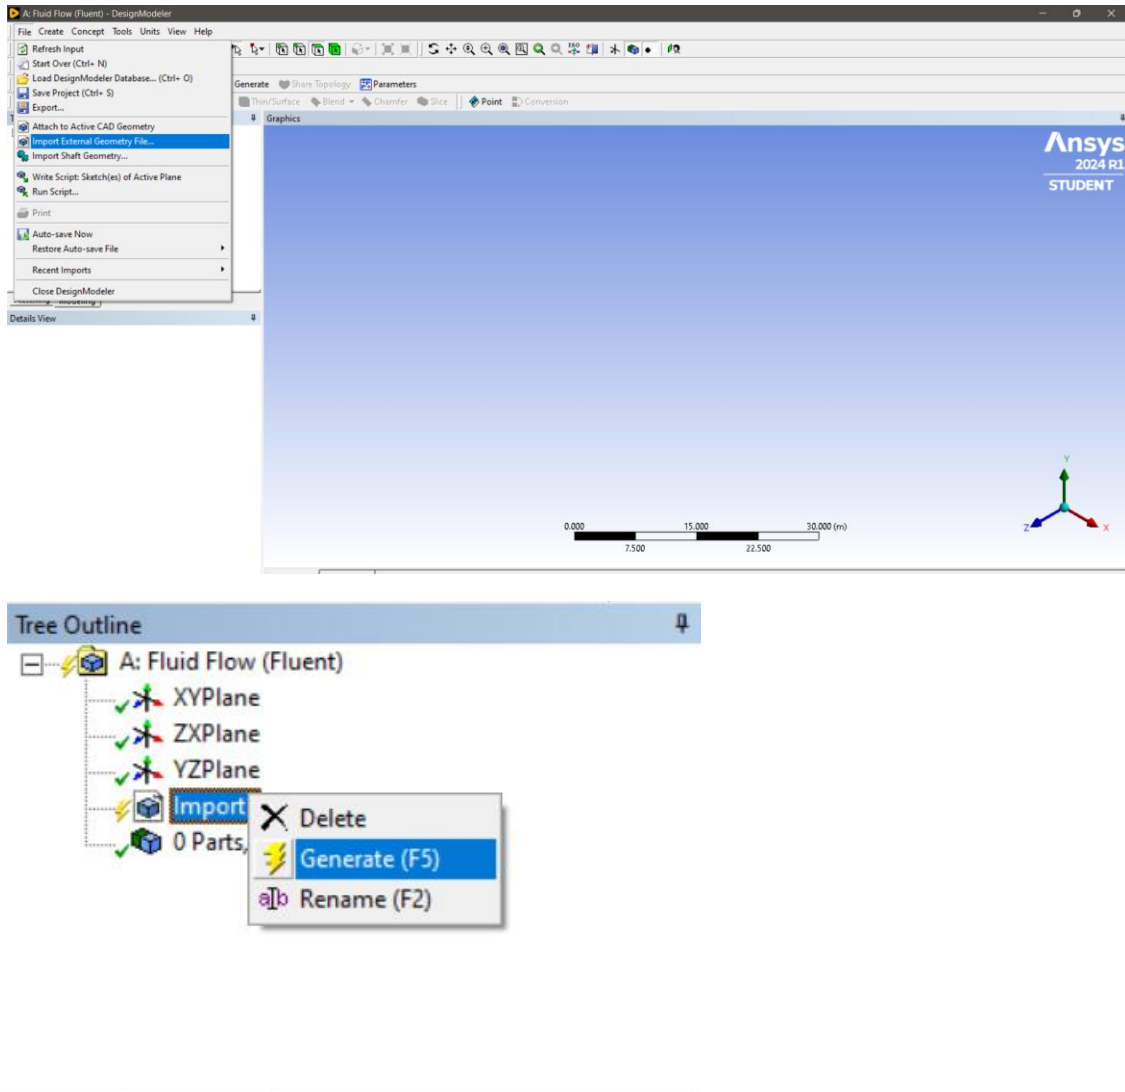 A: Fluid Flow (Fluent) - DesignModeler
File Create Concept Tools Units View Help
Refresh Input
Start Over (Ctrl+ N)
Load DesignModeler Database... (Ctrl+ O)
Save Project (Ctrl+ S)
Export...
Attach to Active CAD Geometry
Import External Geometry File...
Import Shaft Geometry...
Write Script: Sketch(es) of Active Plane
Run Script...
Print
Auto-save Now
Restore Auto-save File
Recent Imports
Close DesignModeler
Generate Share Topology Parameters
Thin/Surface Blend Chamfer Slice Point Conversion
Graphics
Modeling
Details View
Ansys
2024 R1
STUDENT
Y
Z X
0.000 15.000 30.000 (m)
7.500 22.500
Tree Outline
A: Fluid Flow (Fluent)
XYPlane
ZXPlane
YZPlane
Import
0 Parts,
Delete
Generate (F5)
Rename (F2)